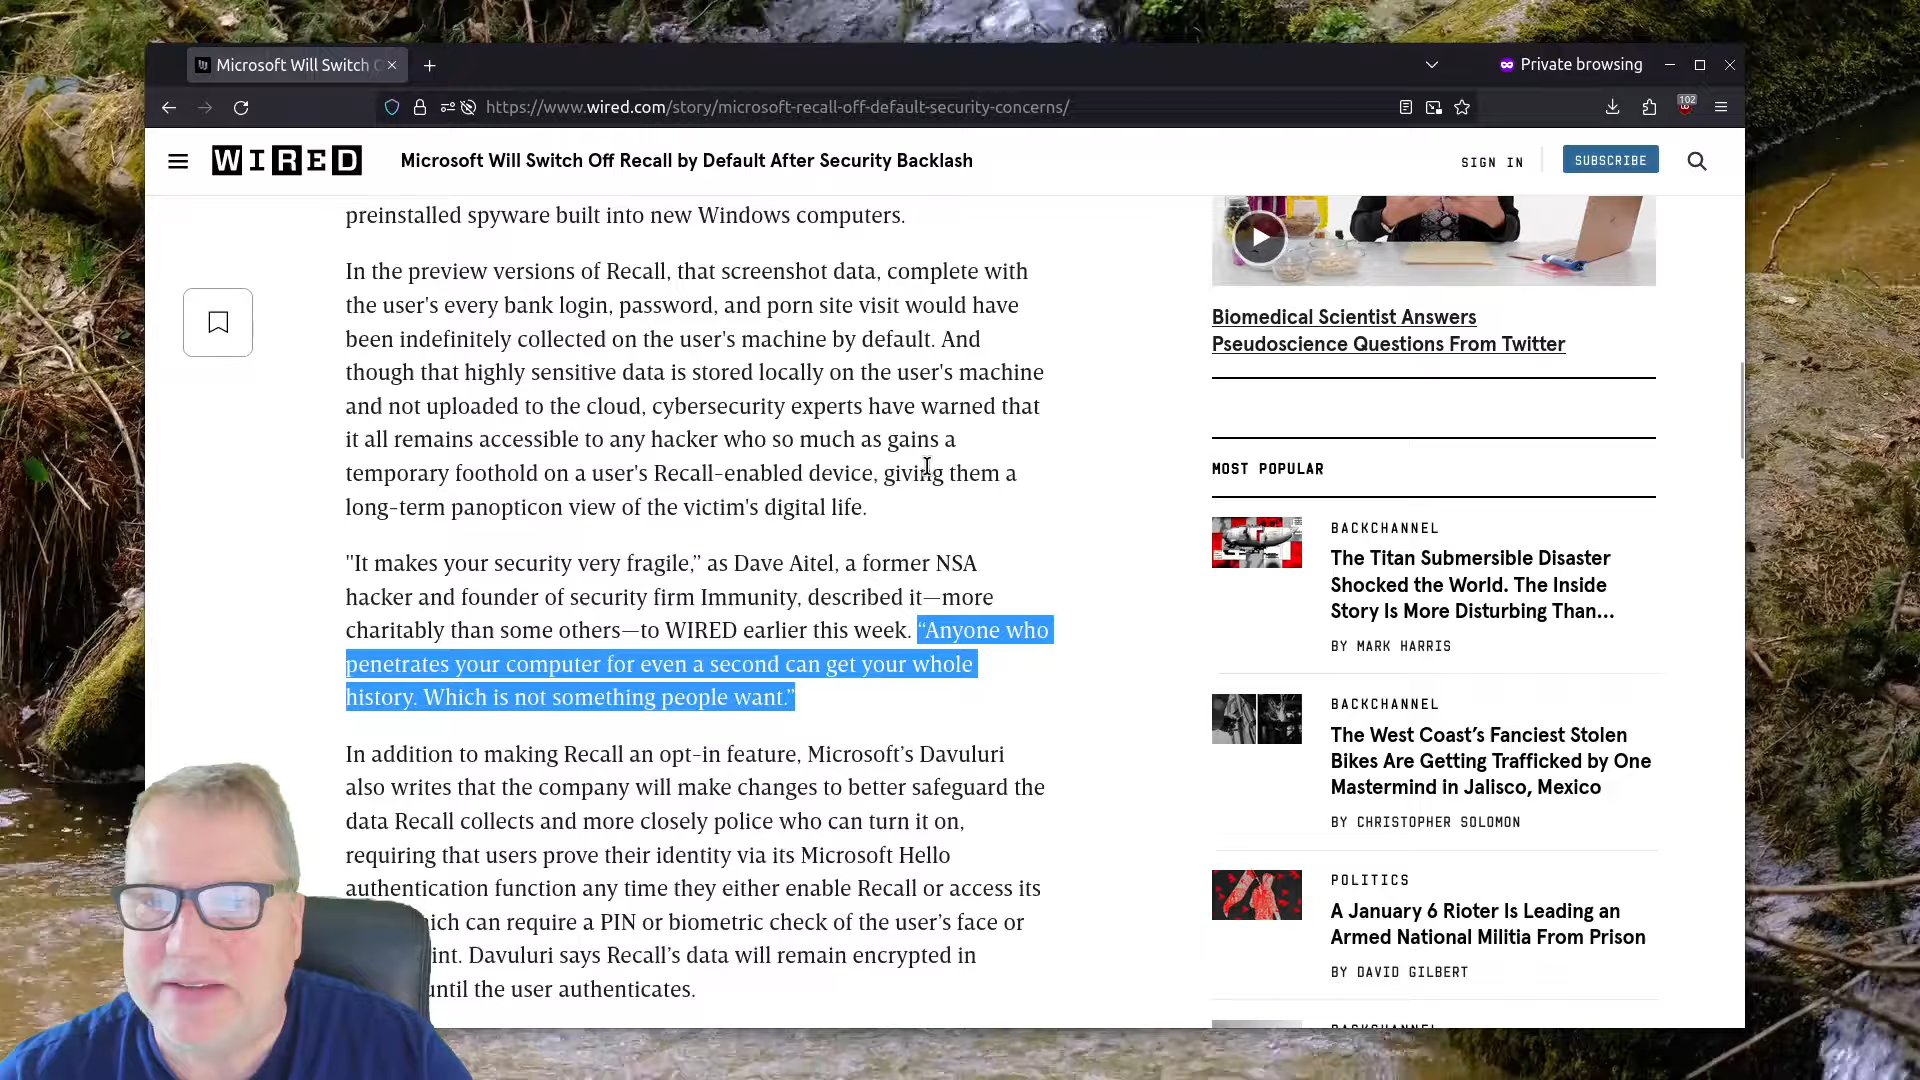 Microsoft Will Switch
Private browsing
https://www.wired.com/story/microsoft-recall-off-default-security-concerns/
102
WIRED
Microsoft Will Switch Off Recall by Default After Security Backlash
SIGN IN
SUBSCRIBE
preinstalled spyware built into new Windows computers.
In the preview versions of Recall, that screenshot data, complete with
the user's every bank login, password, and porn site visit would have
been indefinitely collected on the user's machine by default. And
though that highly sensitive data is stored locally on the user's machine
and not uploaded to the cloud, cybersecurity experts have warned that
it all remains accessible to any hacker who so much as gains a
temporary foothold on a user's Recall-enabled device, giving them a
long-term panopticon view of the victim's digital life.
"It makes your security very fragile,” as Dave Aitel, a former NSA
hacker and founder of security firm Immunity, described it—more
charitably than some others—to WIRED earlier this week. “Anyone who
penetrates your computer for even a second can get your whole
history. Which is not something people want.”
In addition to making Recall an opt-in feature, Microsoft’s Davuluri
also writes that the company will make changes to better safeguard the
data Recall collects and more closely police who can turn it on,
requiring that users prove their identity via its Microsoft Hello
authentication function any time they either enable Recall or access its
can require a PIN or biometric check of the user’s face or
Davuluri says Recall’s data will remain encrypted in
until the user authenticates.
Biomedical Scientist Answers
Pseudoscience Questions From Twitter
MOST POPULAR
BACKCHANNEL
The Titan Submersible Disaster
Shocked the World. The Inside
Story Is More Disturbing Than...
BY MARK HARRIS
BACKCHANNEL
The West Coast’s Fanciest Stolen
Bikes Are Getting Trafficked by One
Mastermind in Jalisco, Mexico
BY CHRISTOPHER SOLOMON
POLITICS
A January 6 Rioter Is Leading an
Armed National Militia From Prison
BY DAVID GILBERT